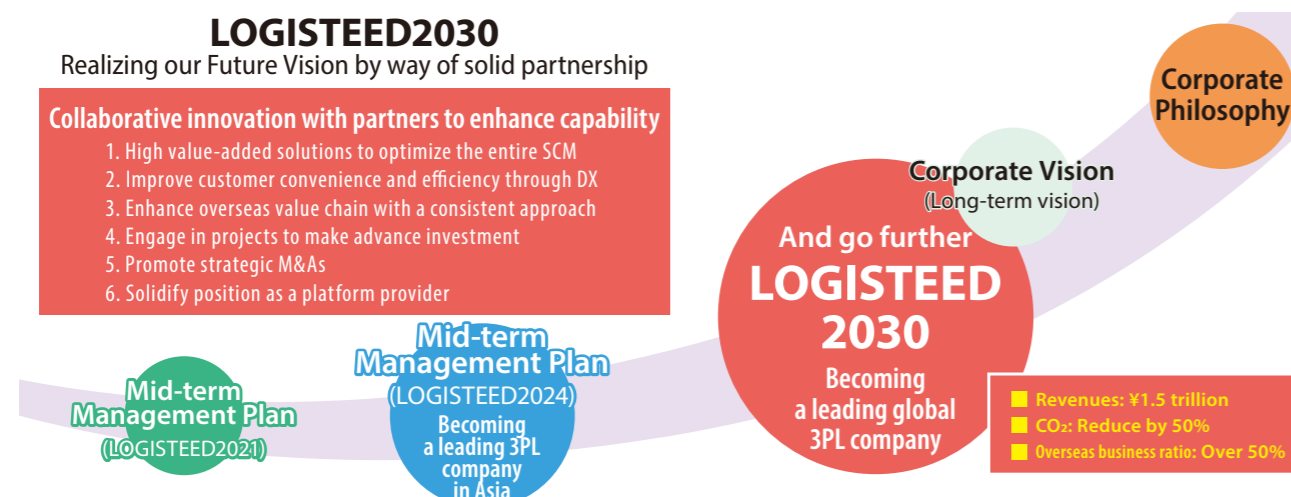 LOGISTEED2030
Realizing our Future Vision by way of solid partnership
Collaborative innovation with partners to enhance capability
1. High value-added solutions to optimize the entire SCM
2. Improve customer convenience and efficiency through DX
3. Enhance overseas value chain with a consistent approach
4. Engage in projects to make advance investment
5. Promote strategic M&As
6. Solidify position as a platform provider
Mid-term
Management Plan
(LOGISTEED2021)
Mid-term
Management Plan
(LOGISTEED2024)
Becoming
a leading 3PL
company
in Asia
And go further
LOGISTEED
2030
Becoming
a leading global
3PL company
Corporate Vision
(Long-term vision)
Corporate
Philosophy
Revenues: ¥1.5 trillion
CO₂: Reduce by 50%
Overseas business ratio: Over 50%